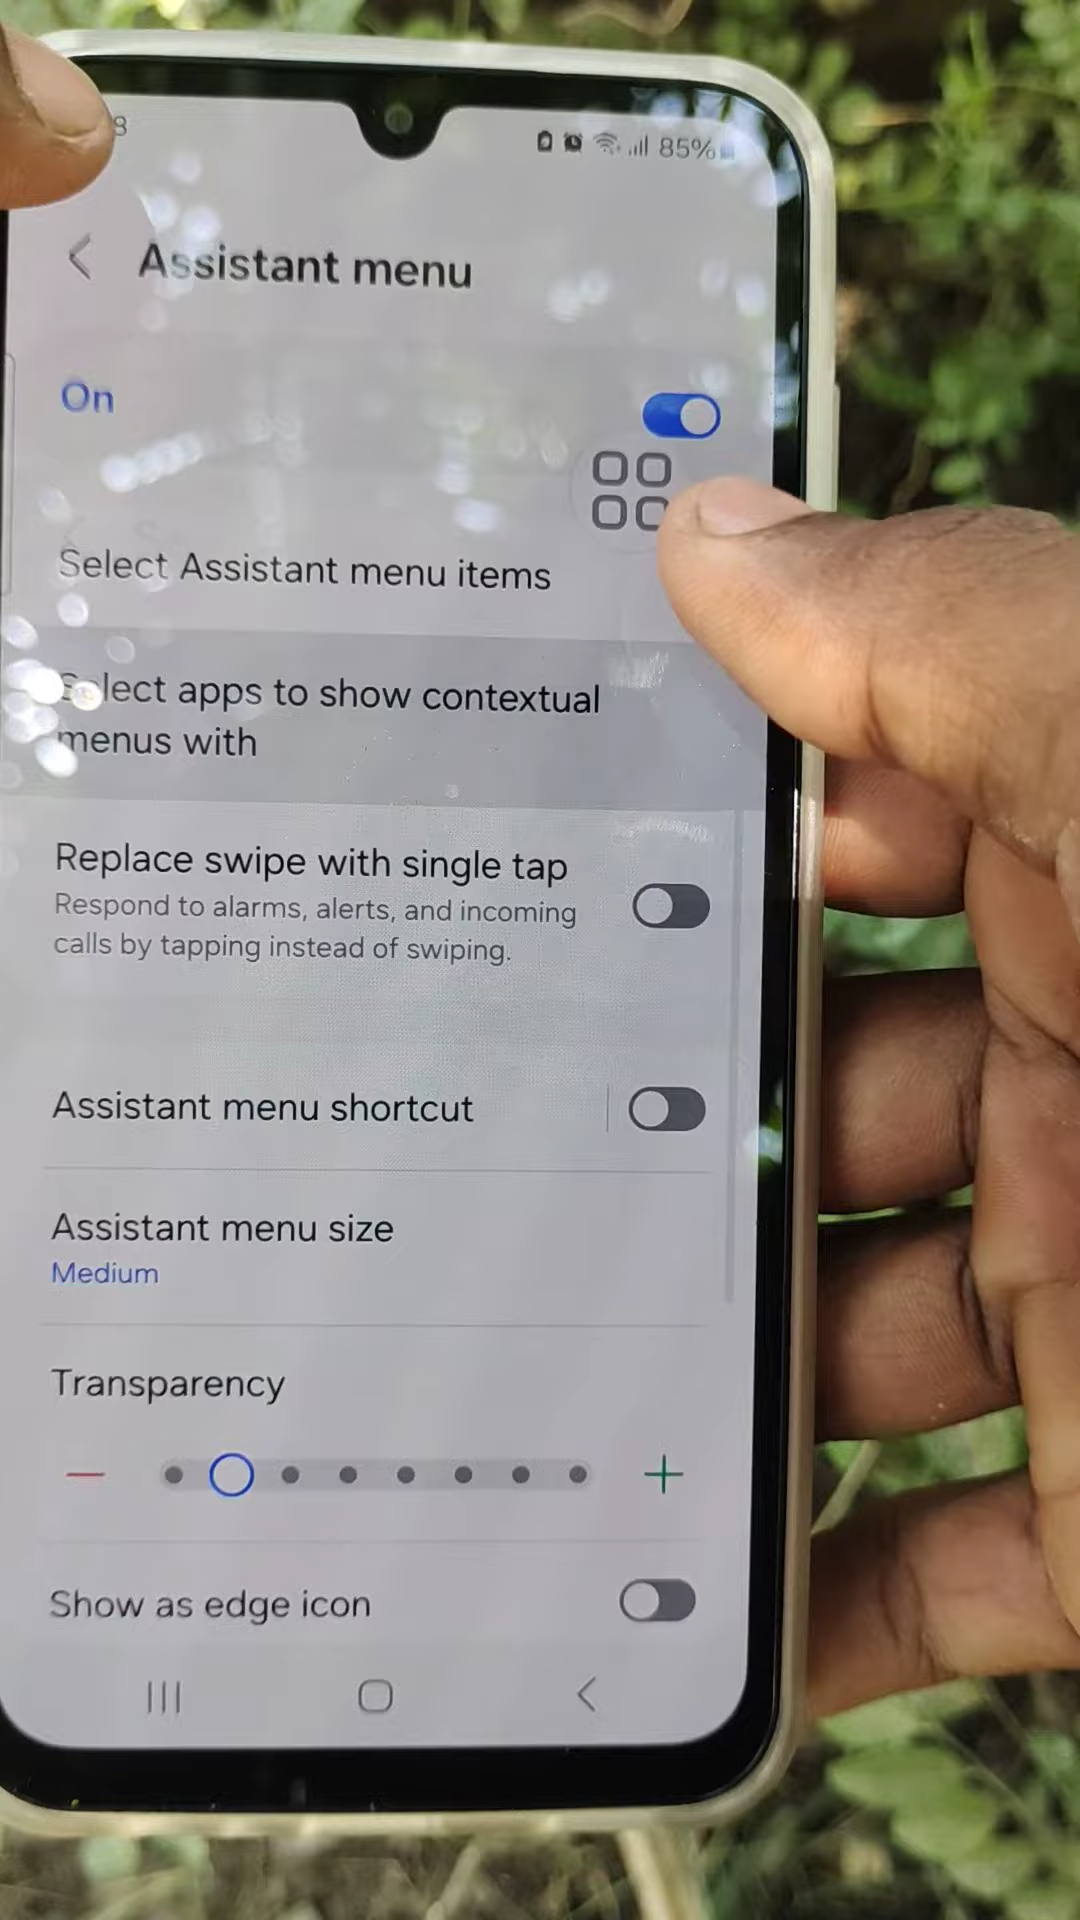 85%
Assistant menu
On
Select Assistant menu items
Select apps to show contextual
menus with
Replace swipe with single tap
Respond to alarms, alerts, and incoming
calls by tapping instead of swiping.
Assistant menu shortcut
Assistant menu size
Medium
Transparency
Show as edge icon